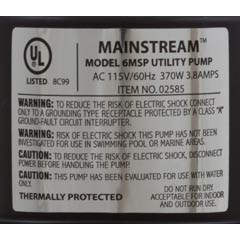 MAINSTREAM™
MODEL 6MSP UTILITY PUMP
UL
LISTED 8C99
AC 115V/60Hz 370W 3.8AMPS
ITEM NO. 02585
WARNING: TO REDUCE THE RISK OF ELECTRIC SHOCK CONNECT
ONLY TO A GROUNDING TYPE RECEPTACLE PROTECTED BY A CLASS "A"
GROUND-FAULT CIRCUIT INTERRUPTER.
WARNING: RISK OF ELECTRIC SHOCK THIS PUMP HAS NOT BEEN
INVESTIGATED FOR USE IN SWIMMING POOL OR MARINE AREAS.
CAUTION: TO REDUCE THE RISK OF ELECTRIC SHOCK,
DISCONNECT POWER BEFORE SERVICING.
CAUTION: THIS PUMP HAS BEEN EVALUATED FOR USE WITH WATER ONLY.
DO NOT RUN DRY.
THERMALLY PROTECTED
ACCEPTABLE FOR INDOOR
AND OUTDOOR USE.